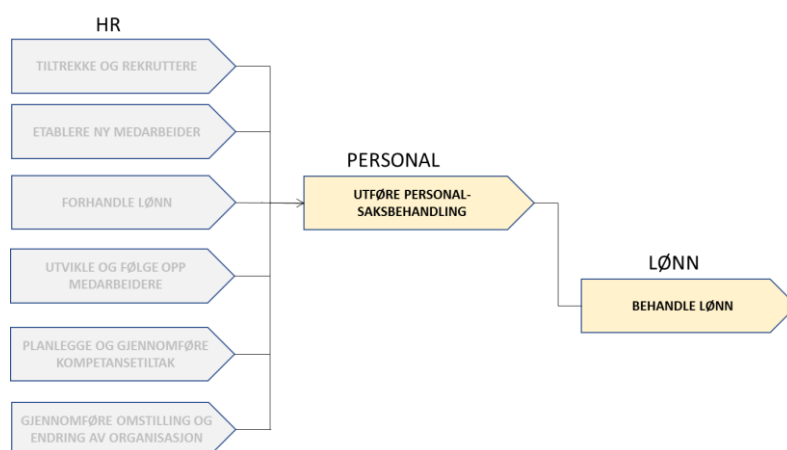 HR
TILTREKKE OG REKRUTTERE
ETABLERE NY MEDARBEIDER
FORHANDLE LØNN
UTVIKLE OG FØLGE OPP
MEDARBEIDERE
PLANLEGGE OG GJENNOMFØRE
KOMPETANSETILTAK
GJENNOMFØRE OMSTILLING OG
ENDRING AV ORGANISASJON
PERSONAL
UTFØRE PERSONAL-
SAKSBEHANDLING
LØNN
BEHANDLE LØNN